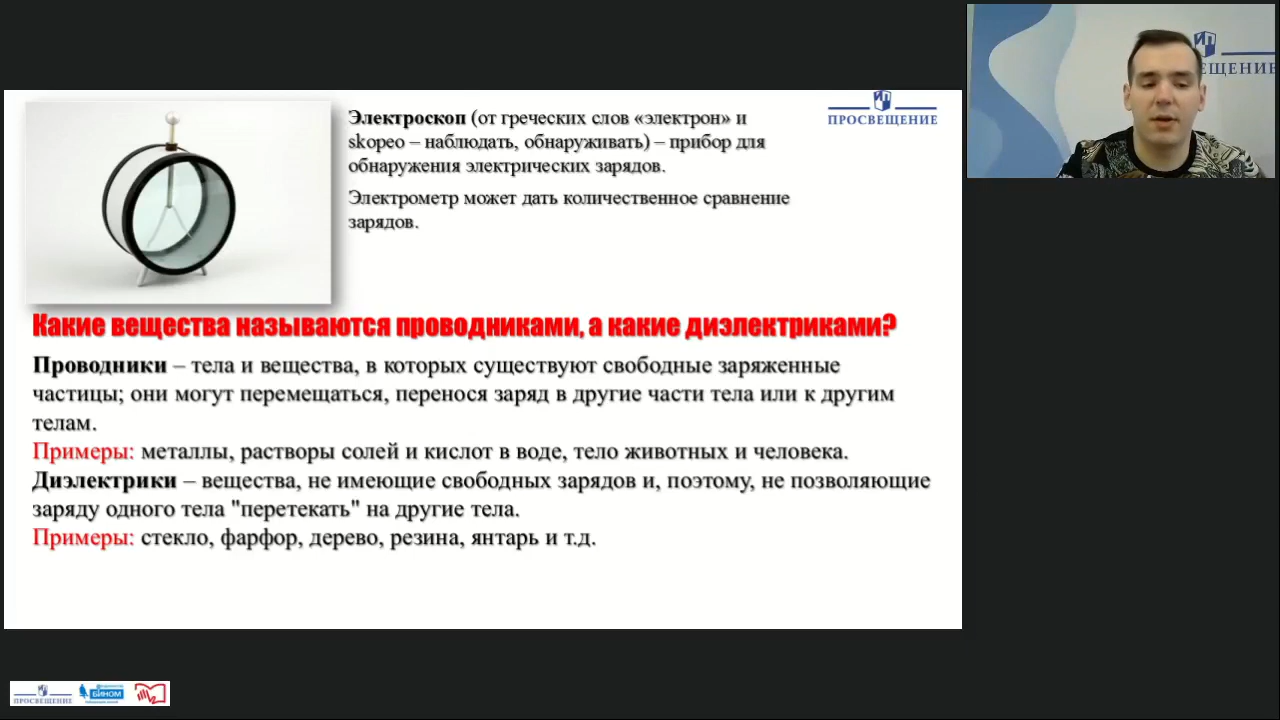 Электроскоп (от греческих слов «электрон» и
skopeo – наблюдать, обнаруживать) – прибор для
обнаружения электрических зарядов.
Электрометр может дать количественное сравнение
зарядов.
ПРОСВЕЩЕНИЕ
ИП
ЕЩЕНИЕ
Какие вещества называются проводниками, а какие диэлектриками?
Проводники – тела и вещества, в которых существуют свободные заряженные
частицы; они могут перемещаться, перенося заряд в другие части тела или к другим
телам.
Примеры: металлы, растворы солей и кислот в воде, тело животных и человека.
Диэлектрики – вещества, не имеющие свободных зарядов и, поэтому, не позволяющие
заряду одного тела "перетекать" на другие тела.
Примеры: стекло, фарфор, дерево, резина, янтарь и т.д.
ПРОСВЕЩЕНИЕ
БИНОМ